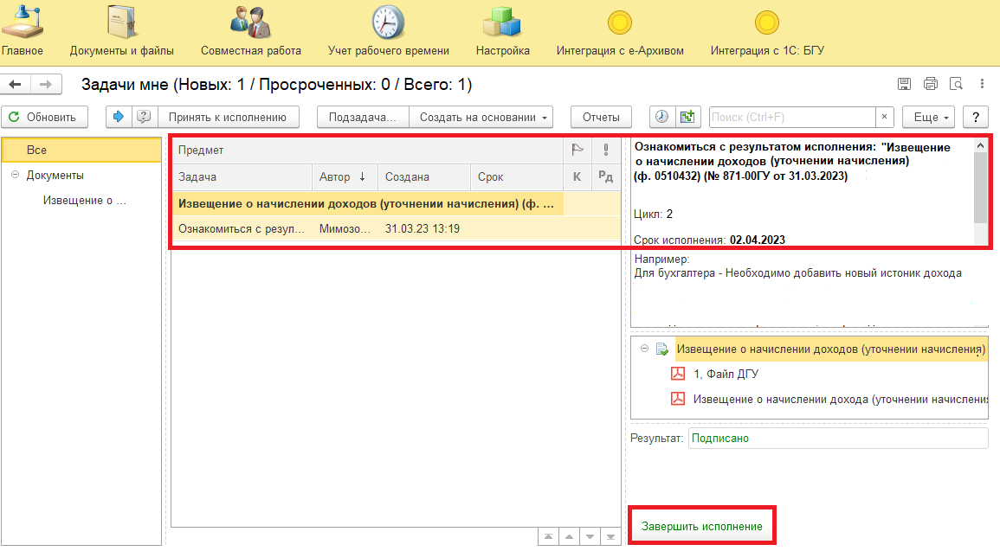 Главное
Документы и файлы
Совместная работа
Учет рабочего времени
Настройка
Интеграция с е-Архивом
Интеграция с 1С: БГУ
Задачи мне (Новых: 1 / Просроченных: 0 / Всего: 1)
Обновить
Принять к исполнению
Подзадача...
Создать на основании
Отчеты
Поиск (Ctrl+F)
×
Еще
?
Все
Документы
Извещение о ...
Предмет
Задача Автор ↓ Создана Срок К Рд
Извещение о начислении доходов (уточнении начисления) (ф. ...
Ознакомиться с резул... Мимозо... 31.03.23 13:19
Ознакомиться с результатом исполнения: "Извещение
о начислении доходов (уточнении начисления)
(ф. 0510432) (№ 871-00ГУ от 31.03.2023)
Цикл: 2
Срок исполнения: 02.04.2023
Например:
Для бухгалтера - Необходимо добавить новый истоник дохода
Извещение о начислении доходов (уточнении начисления)
1, Файл ДГУ
Извещение о начислении дохода (уточнении начислени
Результат: Подписано
Завершить исполнение